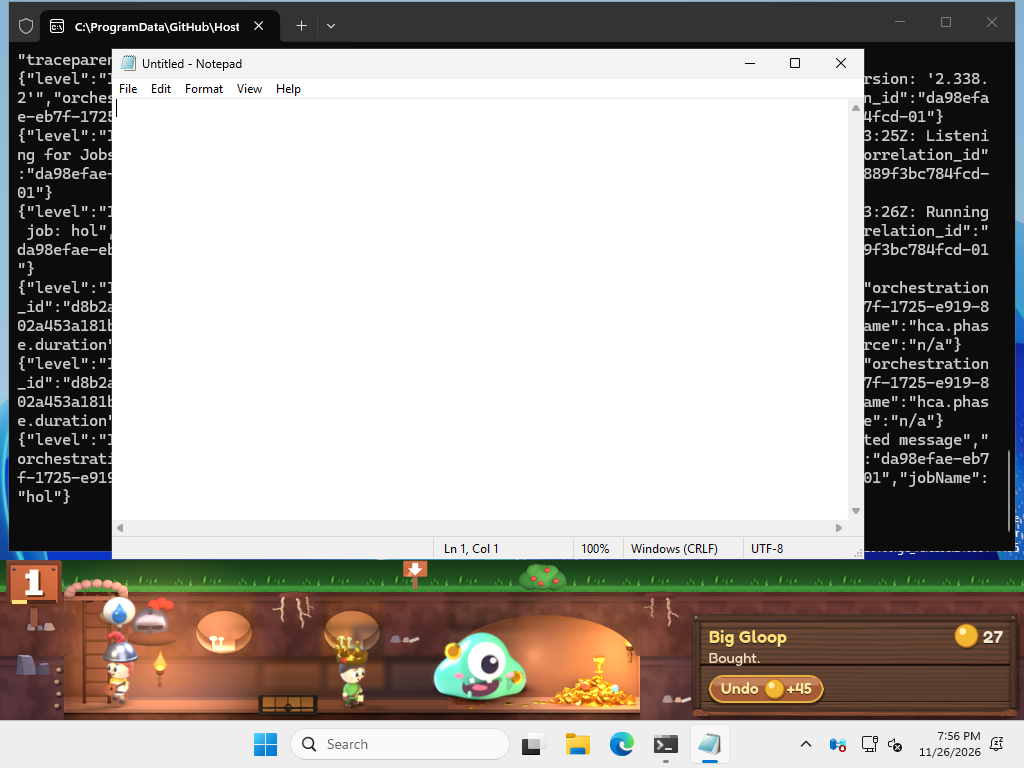 C:\ProgramData\GitHub\Host
"traceparen
{"level":"I
rsion: '2.338.
2'","orches
n_id":"da98efa
e-eb7f-1725
4fcd-01"}
{"level":"I
3:25Z: Listeni
ng for Jobs
orrelation_id"
:"da98efae-
889f3bc784fcd-
01"}
{"level":"I
3:26Z: Running
job: hol",
relation_id":"
da98efae-eb
9f3bc784fcd-01
"}
{"level":"I
"orchestration
_id":"d8b2a
7f-1725-e919-8
02a453a181b
ame":"hca.phas
e.duration"
rce":"n/a"}
{"level":"I
"orchestration
_id":"d8b2a
7f-1725-e919-8
02a453a181b
ame":"hca.phas
e.duration"
e":"n/a"}
{"level":"I
ted message","
orchestrati
:"da98efae-eb7
f-1725-e919
01","jobName":
"hol"}
Untitled - Notepad
File Edit Format View Help
Ln 1, Col 1 100% Windows (CRLF) UTF-8
1
Big Gloop 27
Bought.
Undo +45
Search
7:56 PM
11/26/2026